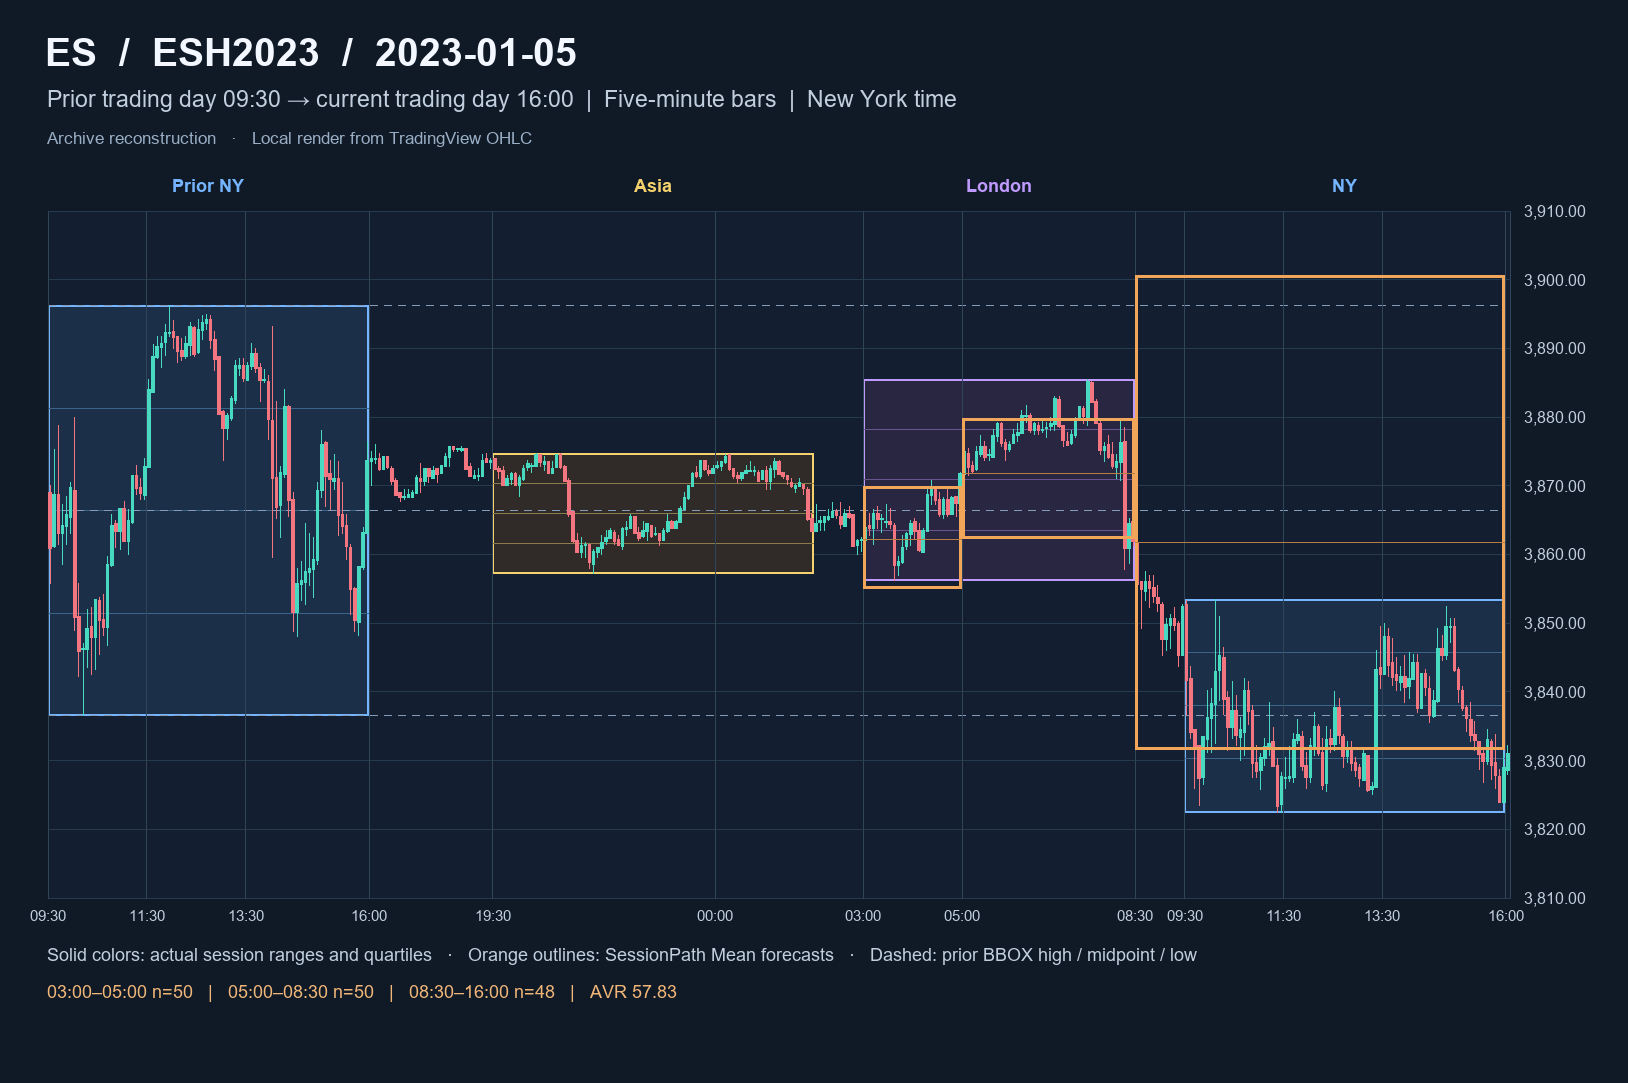 ES / ESH2023 / 2023-01-05
Prior trading day 09:30 → current trading day 16:00 | Five-minute bars | New York time
Archive reconstruction · Local render from TradingView OHLC
Prior NY Asia London NY
3,910.00
3,900.00
3,890.00
3,880.00
3,870.00
3,860.00
3,850.00
3,840.00
3,830.00
3,820.00
3,810.00
09:30 11:30 13:30 16:00 19:30 00:00 03:00 05:00 08:30 09:30 11:30 13:30 16:00
Solid colors: actual session ranges and quartiles · Orange outlines: SessionPath Mean forecasts · Dashed: prior BBOX high / midpoint / low
03:00–05:00 n=50 | 05:00–08:30 n=50 | 08:30–16:00 n=48 | AVR 57.83